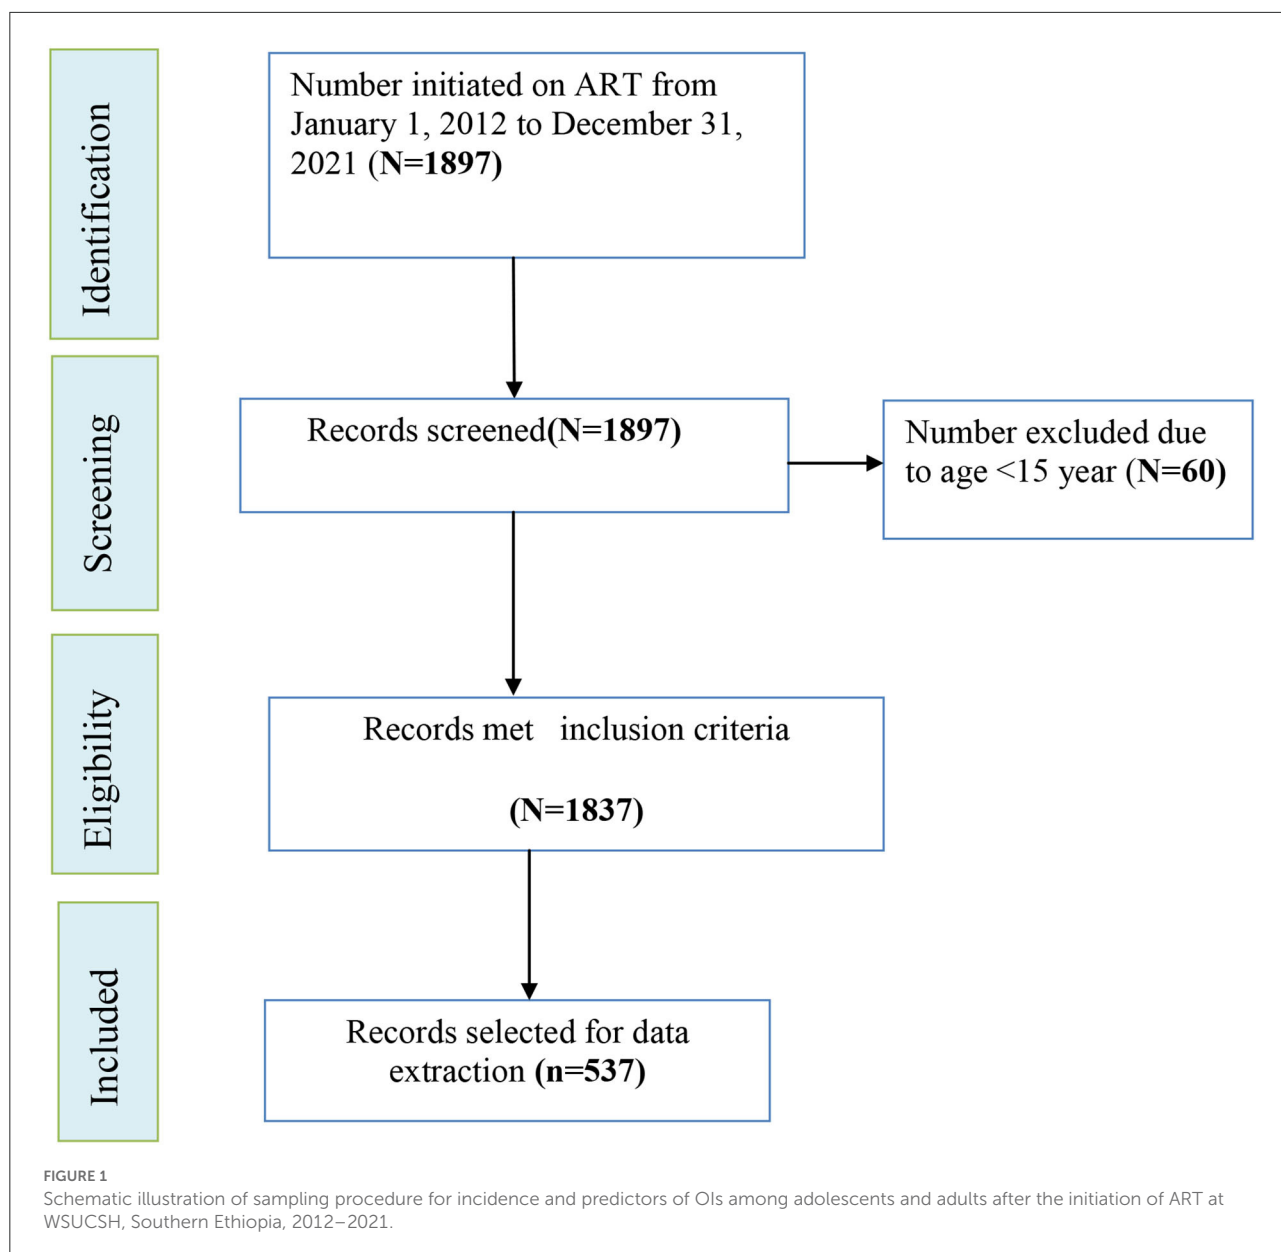 Identification
Number initiated on ART from
January 1, 2012 to December 31,
2021 (N=1897)
Screening
Records screened(N=1897)
Number excluded due
to age <15 year (N=60)
Eligibility
Records met   inclusion criteria
(N=1837)
Included
Records selected for data
extraction (n=537)
FIGURE 1
Schematic illustration of sampling procedure for incidence and predictors of OIs among adolescents and adults after the initiation of ART at
WSUCSH, Southern Ethiopia, 2012–2021.